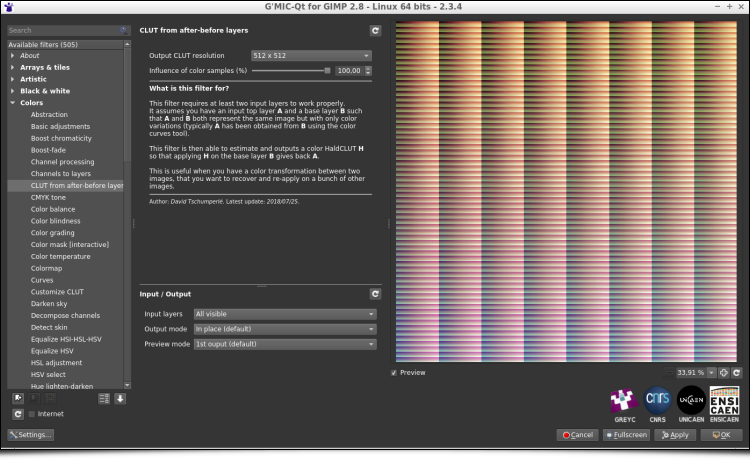 G'MIC-Qt for GIMP 2.8 - Linux 64 bits - 2.3.4
Search
Available filters (505)
About
Arrays & tiles
Artistic
Black & white
Colors
Abstraction
Basic adjustments
Boost chromaticity
Boost-fade
Channel processing
Channels to layers
CLUT from after-before layer
CMYK tone
Color balance
Color blindness
Color grading
Color mask [interactive]
Color temperature
Colormap
Curves
Customize CLUT
Darken sky
Decompose channels
Detect skin
Equalize HSI-HSL-HSV
Equalize HSV
HSL adjustment
HSV select
Hue lighten-darken
Internet
Settings...
CLUT from after-before layers
Output CLUT resolution 512 x 512
Influence of color samples (%) 100,00
What is this filter for?
This filter requires at least two input layers to work properly.
It assumes you have an input top layer A and a base layer B such
that A and B both represent the same image but with only color
variations (typically A has been obtained from B using the color
curves tool).
This filter is then able to estimate and outputs a color HaldCLUT H
so that applying H on the base layer B gives back A.
This is useful when you have a color transformation between two
images, that you want to recover and re-apply on a bunch of other
images.
Author: David Tschumperlé. Latest update: 2018/07/25.
Input / Output
Input layers All visible
Output mode In place (default)
Preview mode 1st ouput (default)
Preview
33,91 %
GREYC
CNRS
CNRS
UNICAEN
UNICAEN
ENSI
CAEN
ENSICAEN
Cancel
Fullscreen
Apply
OK